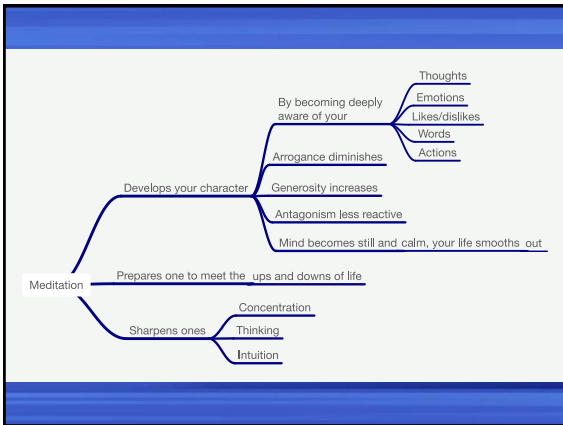 Meditation
Develops your character
By becoming deeply
aware of your
Thoughts
Emotions
Likes/dislikes
Words
Actions
Arrogance diminishes
Generosity increases
Antagonism less reactive
Mind becomes still and calm, your life smooths out
Prepares one to meet the ups and downs of life
Sharpens ones
Concentration
Thinking
Intuition